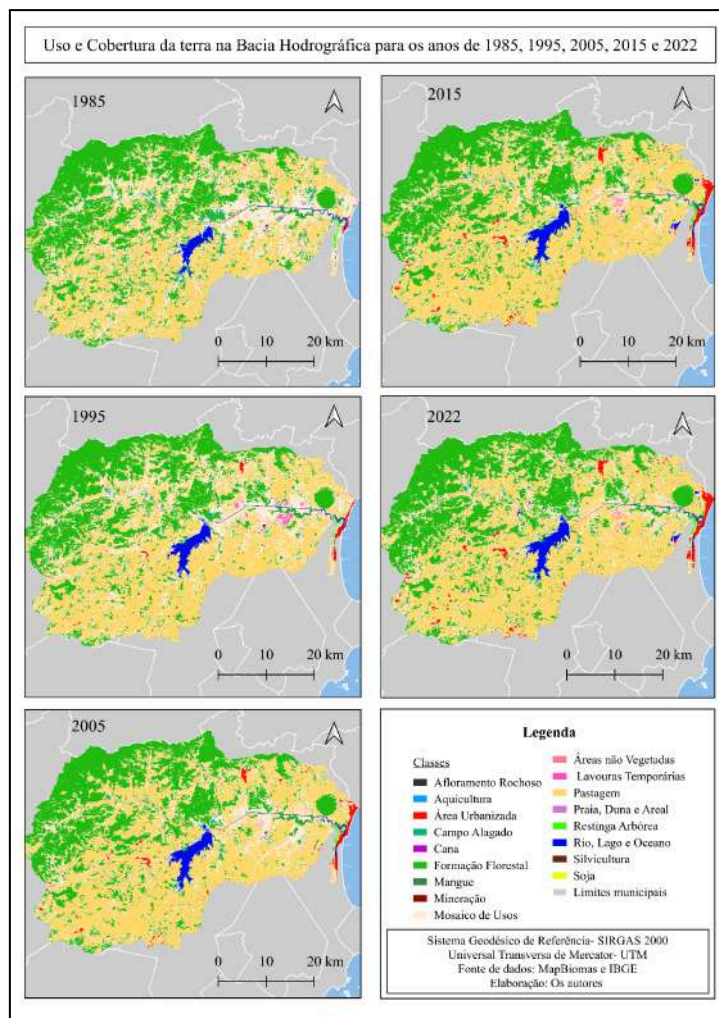 Uso e Cobertura da terra na Bacia Hidrográfica para os anos de 1985, 1995, 2005, 2015 e 2022
1985
0 10 20 km
2015
0 10 20 km
1995
0 10 20 km
2022
0 10 20 km
2005
0 10 20 km
Legenda
Classes
Afloramento Rochoso
Aquicultura
Área Urbanizada
Campo Alagado
Cana
Formação Florestal
Mangue
Mineração
Mosaico de Usos
Áreas não Vegetadas
Lavouras Temporárias
Pastagem
Praia, Duna e Areal
Restinga Arbórea
Rio, Lago e Oceano
Silvicultura
Soja
Limites municipais
Sistema Geodésico de Referência- SIRGAS 2000
Universal Transversa de Mercator- UTM
Fonte de dados: MapBiomas e IBGE
Elaboração: Os autores